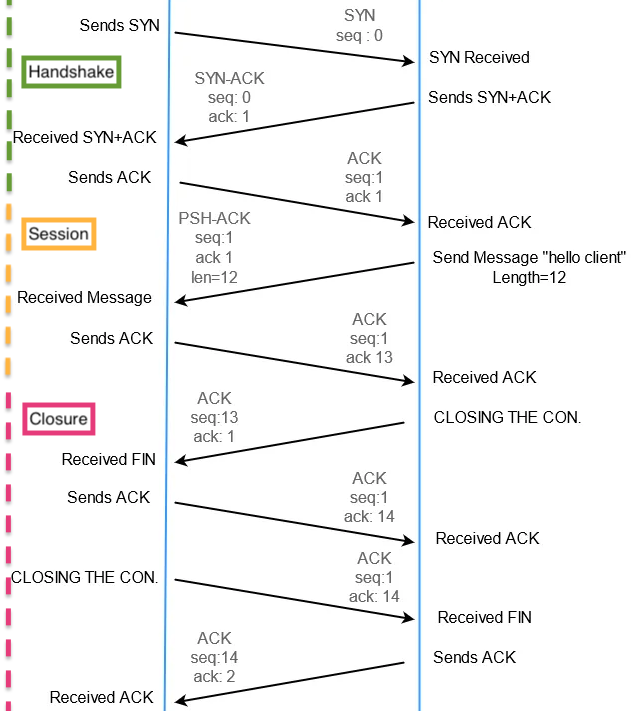 Sends SYN
SYN
seq : 0
SYN Received
Handshake
SYN-ACK
seq: 0
ack: 1
Sends SYN+ACK
Received SYN+ACK
Sends ACK
ACK
seq:1
ack 1
Received ACK
Session
PSH-ACK
seq:1
ack 1
len=12
Send Message "hello client"
Length=12
Received Message
Sends ACK
ACK
seq:1
ack 13
Received ACK
Closure
ACK
seq:13
ack: 1
CLOSING THE CON.
Received FIN
Sends ACK
ACK
seq:1
ack: 14
Received ACK
CLOSING THE CON.
ACK
seq:1
ack: 14
Received FIN
ACK
seq:14
ack: 2
Sends ACK
Received ACK